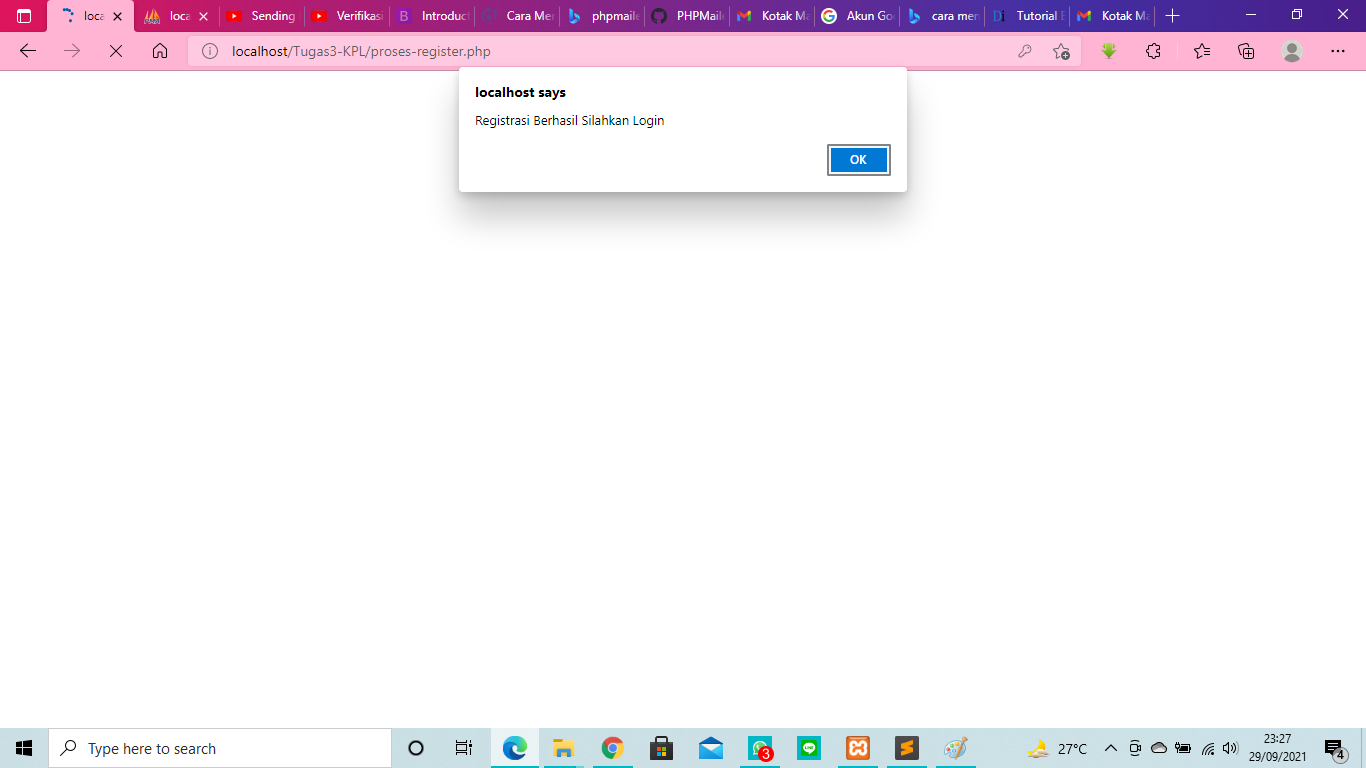 loca
loca
Sending
Verifikasi
Introduct
Cara Mer
phpmaile
PHPMaile
Kotak Ma
Akun Goo
cara men
Tutorial
Kotak Ma
localhost/Tugas3-KPL/proses-register.php
localhost says
Registrasi Berhasil Silahkan Login
OK
Type here to search
3
27°C
23:27
29/09/2021
4